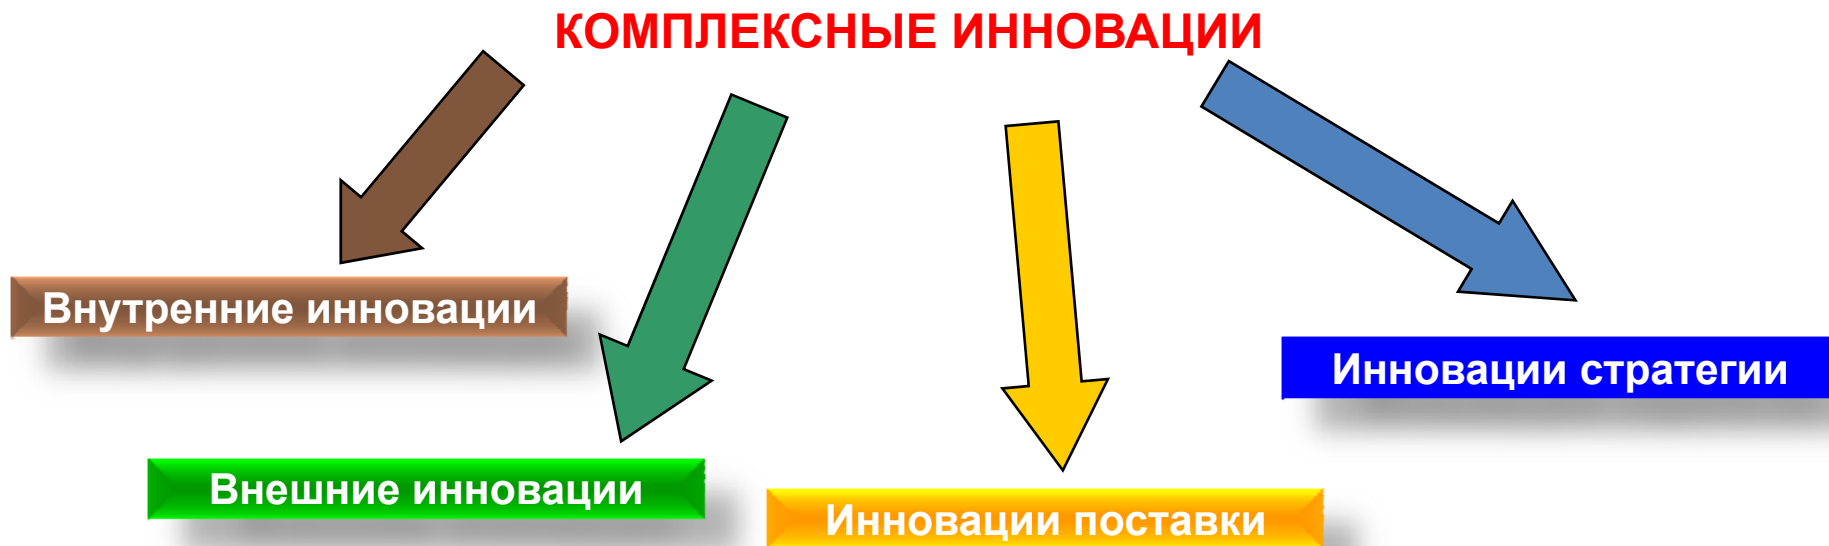 КОМПЛЕКСНЫЕ ИННОВАЦИИ
Внутренние инновации
Инновации стратегии
Внешние инновации
Инновации поставки